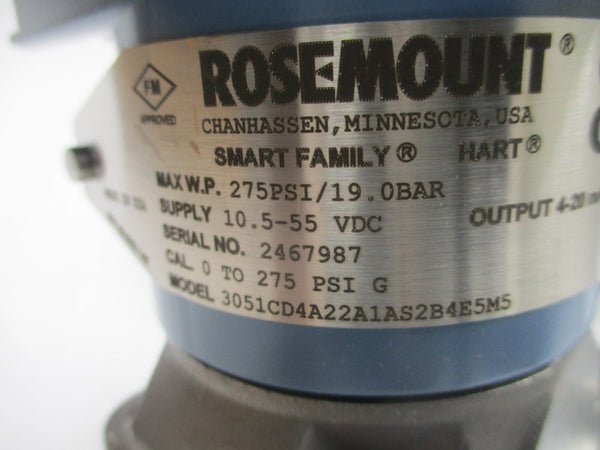 FM
APPROVED
ROSEMOUNT®
CHANHASSEN, MINNESOTA, USA
SMART FAMILY® HART®
MAX W.P. 275PSI/19.0BAR
SUPPLY 10.5-55 VDC
OUTPUT 4-20
SERIAL NO. 2467987
CAL 0 TO 275 PSI G
MODEL 3051CD4A22A1AS2B4E5M5